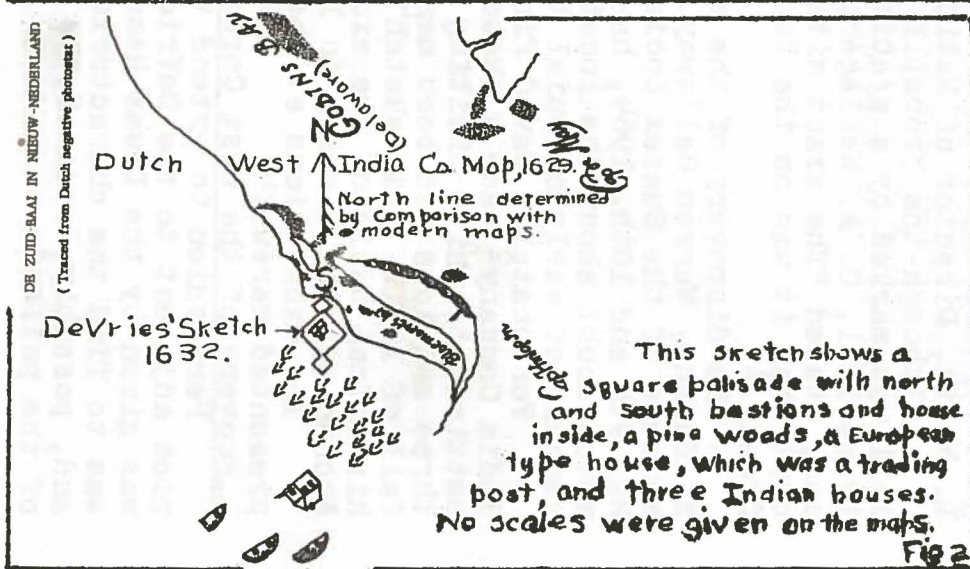 DE ZUID-BAAI IN NIEUW-NEDERLAND
(Traced from Dutch negative photostat)
GODINS BAY
(Delaware)
N
Dutch West India Co. Map, 1629.
North line determined
by comparison with
modern maps.
DeVries' Sketch
1632.
This sketch shows a
square palisade with north
and south bastions and house
inside, a pine woods, a European
type house, which was a trading
post, and three Indian houses.
No scales were given on the maps.
Fig 2